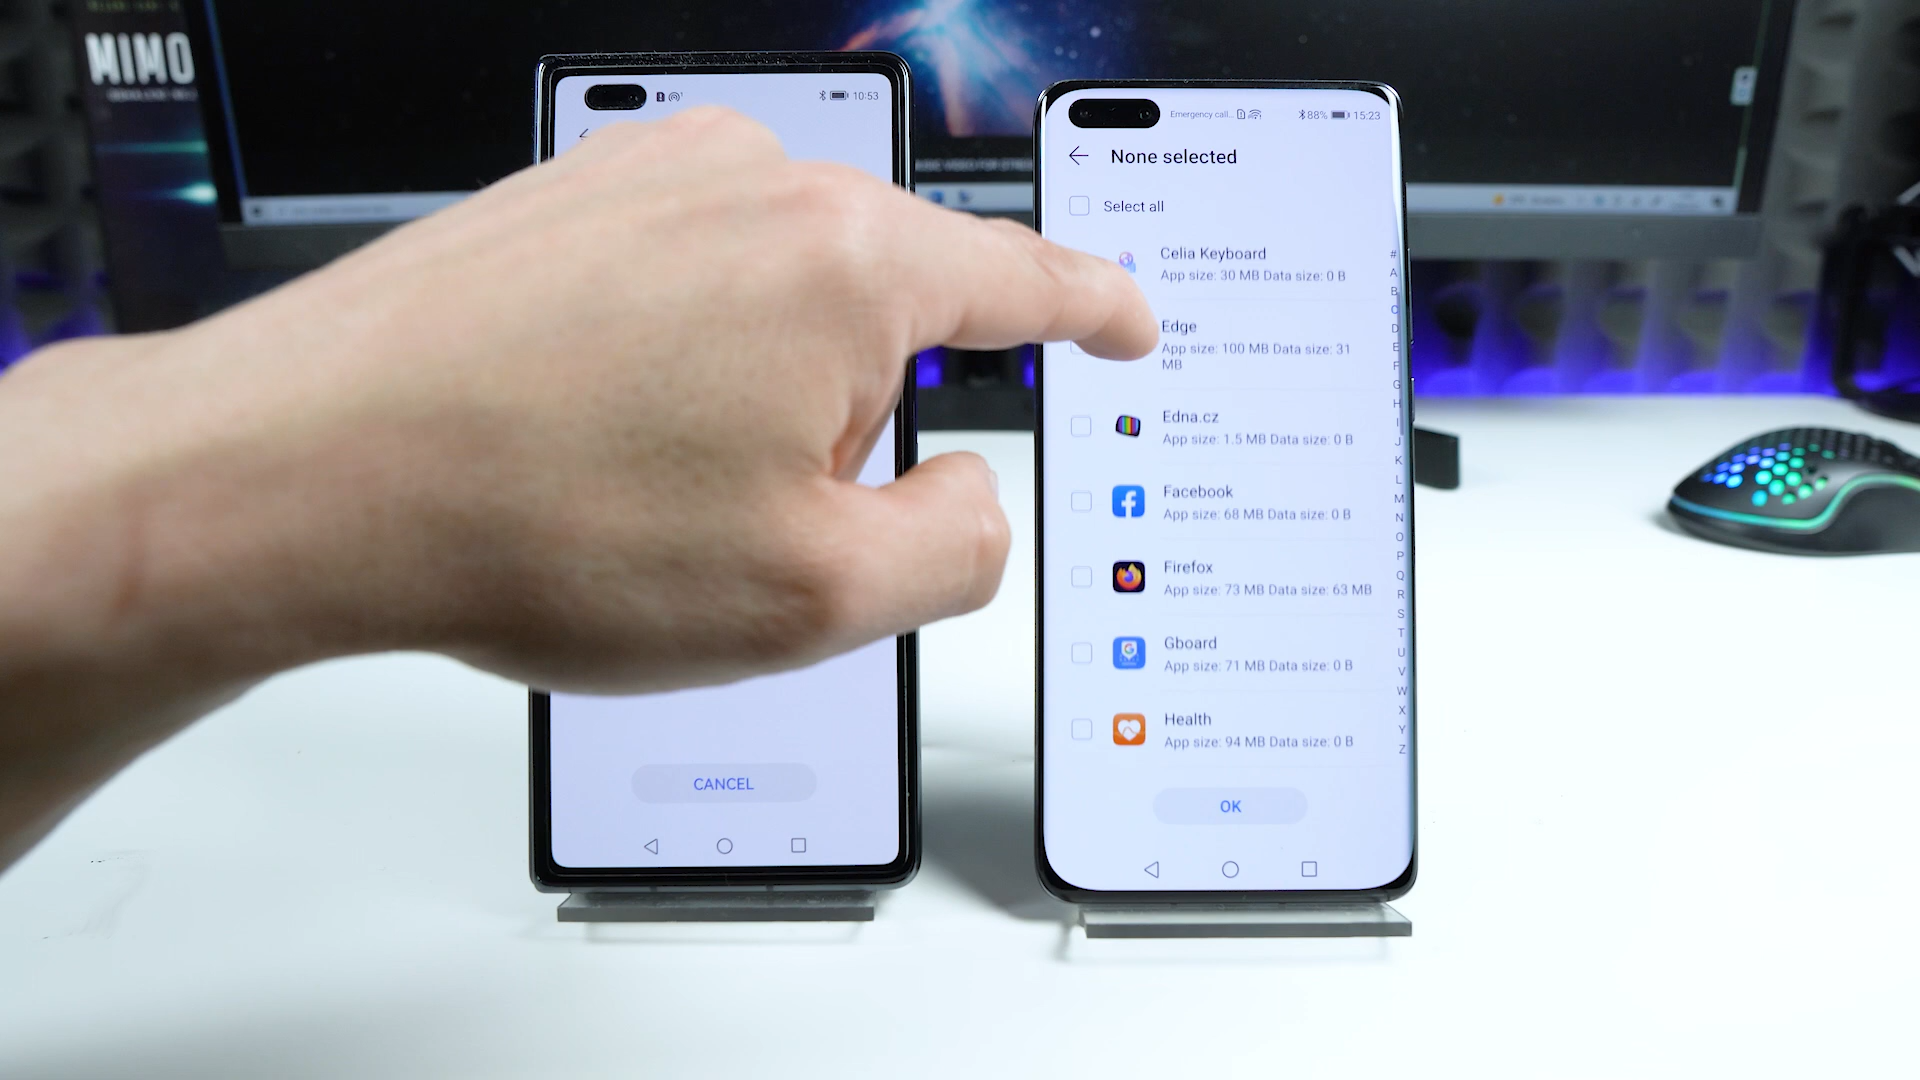 MIMO
10:53
CANCEL
Emergency call...
88%
15:23
None selected
Select all
Celia Keyboard
App size: 30 MB Data size: 0 B
Edge
App size: 100 MB Data size: 31
MB
Edna.cz
App size: 1.5 MB Data size: 0 B
Facebook
App size: 68 MB Data size: 0 B
Firefox
App size: 73 MB Data size: 63 MB
Gboard
App size: 71 MB Data size: 0 B
Health
App size: 94 MB Data size: 0 B
OK
#
A
B
C
D
E
F
G
H
I
J
K
L
M
N
O
P
Q
R
S
T
U
V
W
X
Y
Z